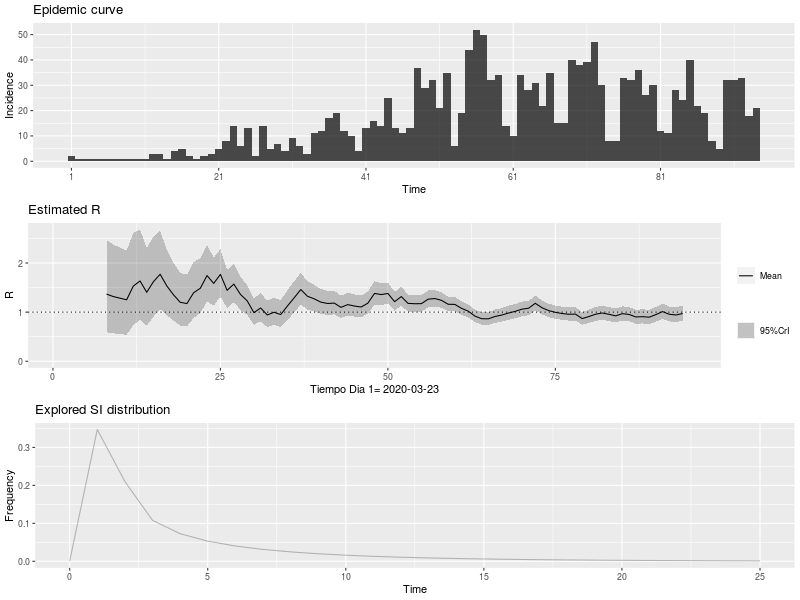 Epidemic curve
50
40
30
20
10
0
Incidence
1
21
41
61
81
Time
Estimated R
2
1
0
R
0
25
50
75
Tiempo Dia 1= 2020-03-23
Mean
95%CrI
Explored SI distribution
0.3
0.2
0.1
0.0
Frequency
0
5
10
15
20
25
Time